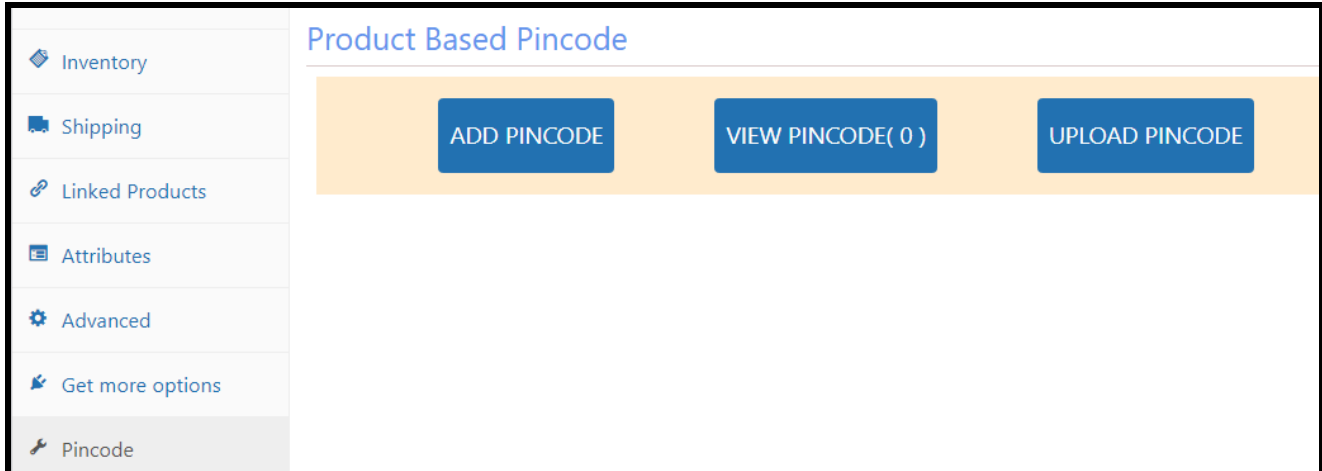 Inventory
Shipping
Linked Products
Attributes
Advanced
Get more options
Pincode
Product Based Pincode
ADD PINCODE
VIEW PINCODE( 0 )
UPLOAD PINCODE